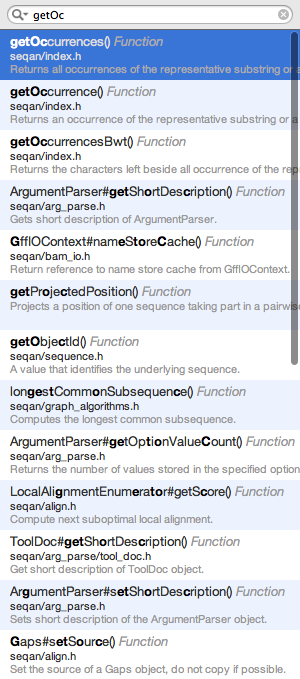 getOc
getOccurrences() Function
seqan/index.h
Returns all occurrences of the representative substring or a
getOccurrence() Function
seqan/index.h
Returns an occurrence of the representative substring or a
getOccurrencesBwt() Function
seqan/index.h
Returns the characters left beside all occurrence of the rep
ArgumentParser#getShortDescription() Function
seqan/arg_parse.h
Gets short description of ArgumentParser.
GffIOContext#nameStoreCache() Function
seqan/bam_io.h
Return reference to name store cache from GffIOContext.
getProjectedPosition() Function
Projects a position of one sequence taking part in a pairwise
getObjectId() Function
seqan/sequence.h
A value that identifies the underlying sequence.
longestCommonSubsequence() Function
seqan/graph_algorithms.h
Computes the longest common subsequence.
ArgumentParser#getOptionValueCount() Function
seqan/arg_parse.h
Returns the number of values stored in the specified option
LocalAlignmentEnumerator#getScore() Function
seqan/align.h
Compute next suboptimal local alignment.
ToolDoc#getShortDescription() Function
seqan/arg_parse/tool_doc.h
Get short description of ToolDoc object.
ArgumentParser#setShortDescription() Function
seqan/arg_parse.h
Sets short description of the ArgumentParser object.
Gaps#setSource() Function
seqan/align.h
Set the source of a Gaps object, do not copy if possible.